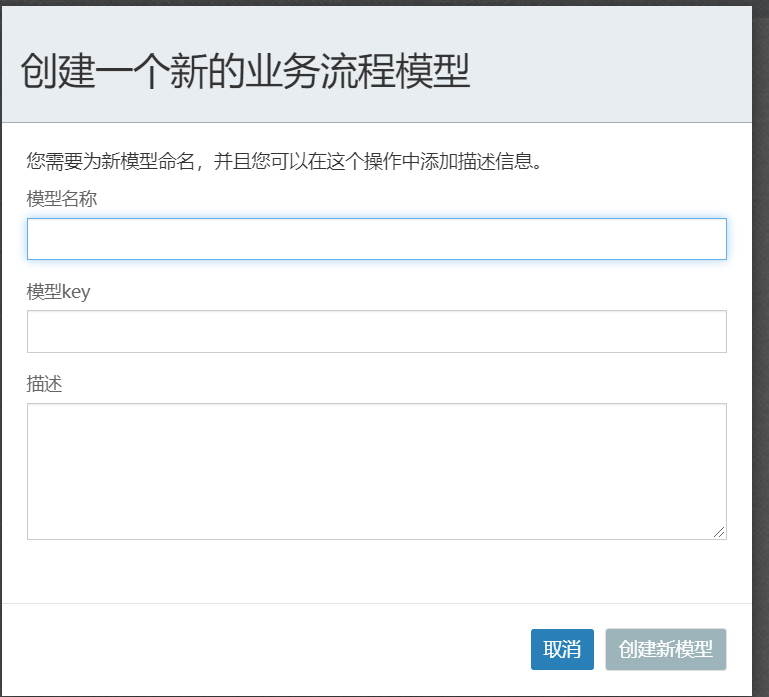 创建一个新的业务流程模型
您需要为新模型命名，并且您可以在这个操作中添加描述信息。
模型名称
模型key
描述
取消 创建新模型